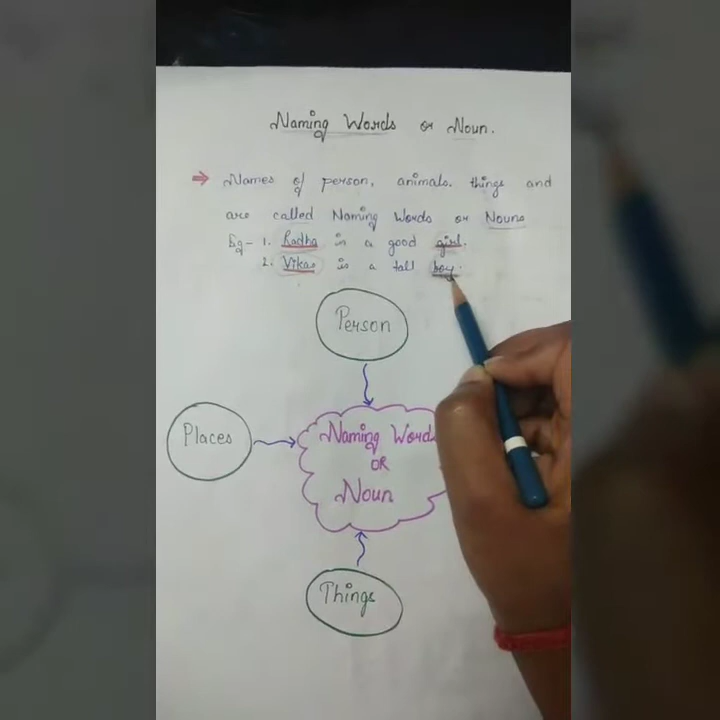 Naming Words or Noun.
→ Names of person, animals. things and
are called Naming Words or Nouns
Eg- 1. Radha is a good girl.
2. Vikas is a tall boy.
Person
Places
Naming Words
OR
Noun
Things